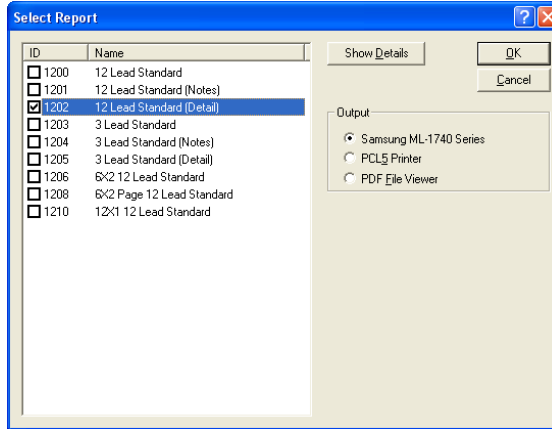 Select Report
ID Name
1200 12 Lead Standard
1201 12 Lead Standard (Notes)
1202 12 Lead Standard (Detail)
1203 3 Lead Standard
1204 3 Lead Standard (Notes)
1205 3 Lead Standard (Detail)
1206 6X2 12 Lead Standard
1208 6X2 Page 12 Lead Standard
1210 12X1 12 Lead Standard
Show Details
OK
Cancel
Output
Samsung ML-1740 Series
PCL5 Printer
PDF File Viewer